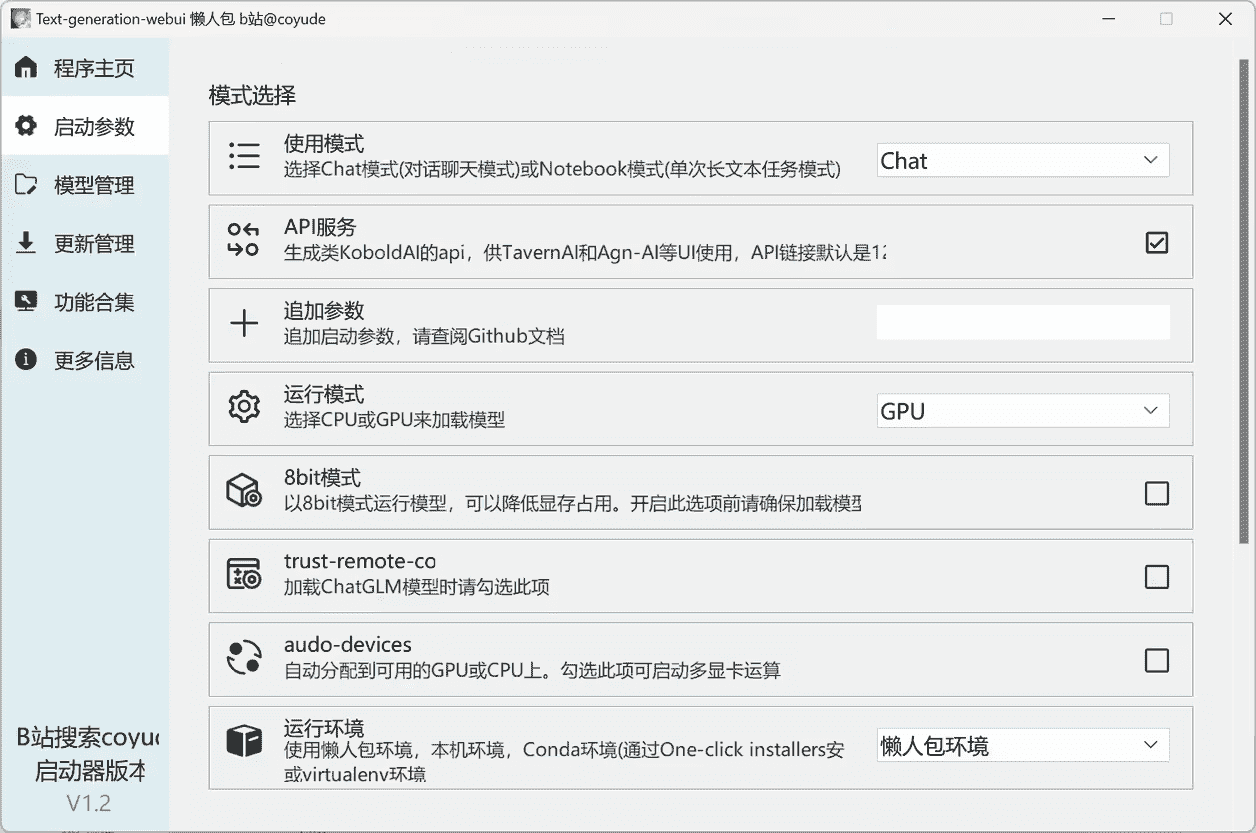 Text-generation-webui 懒人包 b站@coyude
程序主页
启动参数
模型管理
更新管理
功能合集
更多信息
B站搜索coyud
启动器版本
V1.2
模式选择
使用模式
选择Chat模式(对话聊天模式)或Notebook模式(单次长文本任务模式)
Chat
API服务
生成类KoboldAI的api，供TavernAI和Agn-AI等UI使用，API链接默认是12
追加参数
追加启动参数，请查阅Github文档
运行模式
选择CPU或GPU来加载模型
GPU
8bit模式
以8bit模式运行模型，可以降低显存占用。开启此选项前请确保加载模型
trust-remote-co
加载ChatGLM模型时请勾选此项
audo-devices
自动分配到可用的GPU或CPU上。勾选此项可启动多显卡运算
运行环境
使用懒人包环境，本机环境，Conda环境(通过One-click installers安
或virtualenv环境
懒人包环境